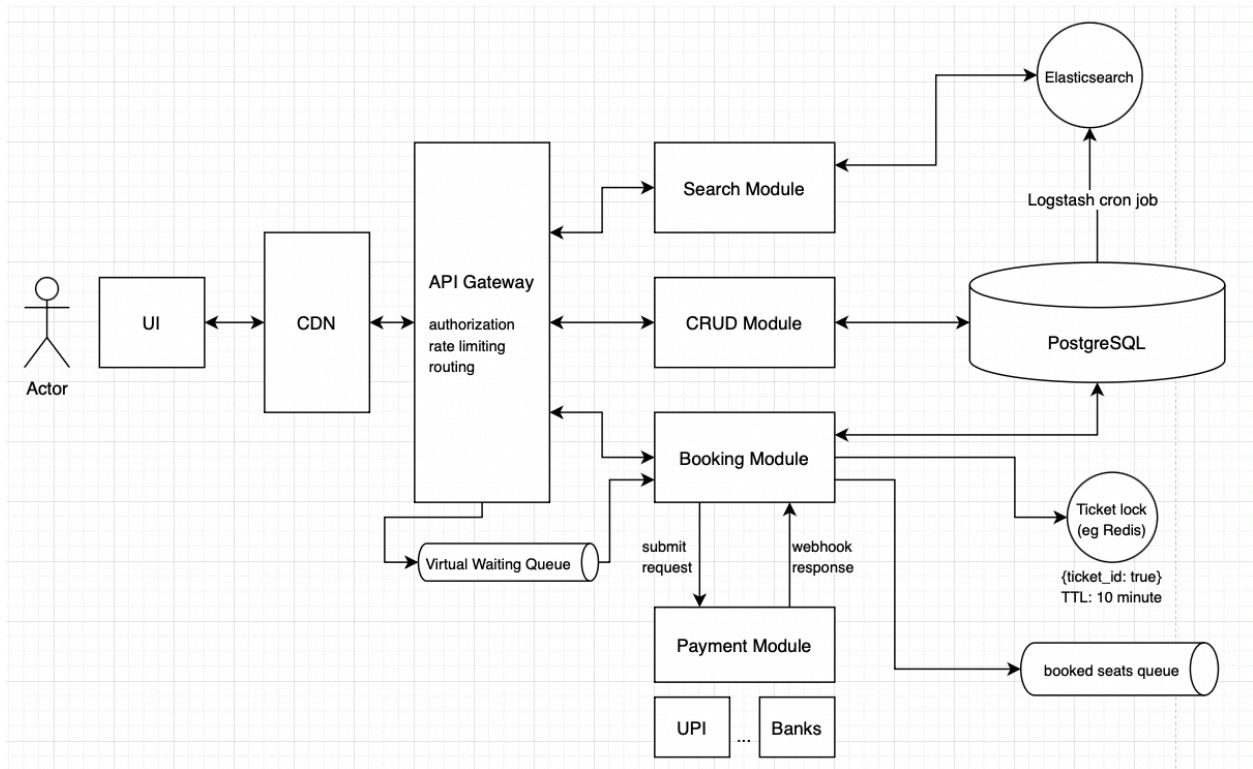 Elasticsearch
Search Module
Logstash cron job
API Gateway
authorization
rate limiting
routing
UI
CDN
CRUD Module
PostgreSQL
Actor
Booking Module
Ticket lock
(eg Redis)
{ticket_id: true}
TTL: 10 minute
Virtual Waiting Queue
submit
request
webhook
response
Payment Module
booked seats queue
UPI
...
Banks